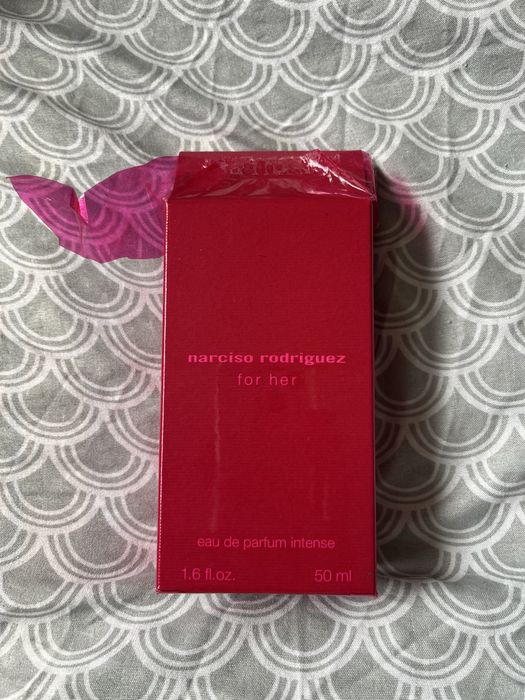 narciso rodriguez
for her
eau de parfum intense
1.6 fl.oz. 50 ml